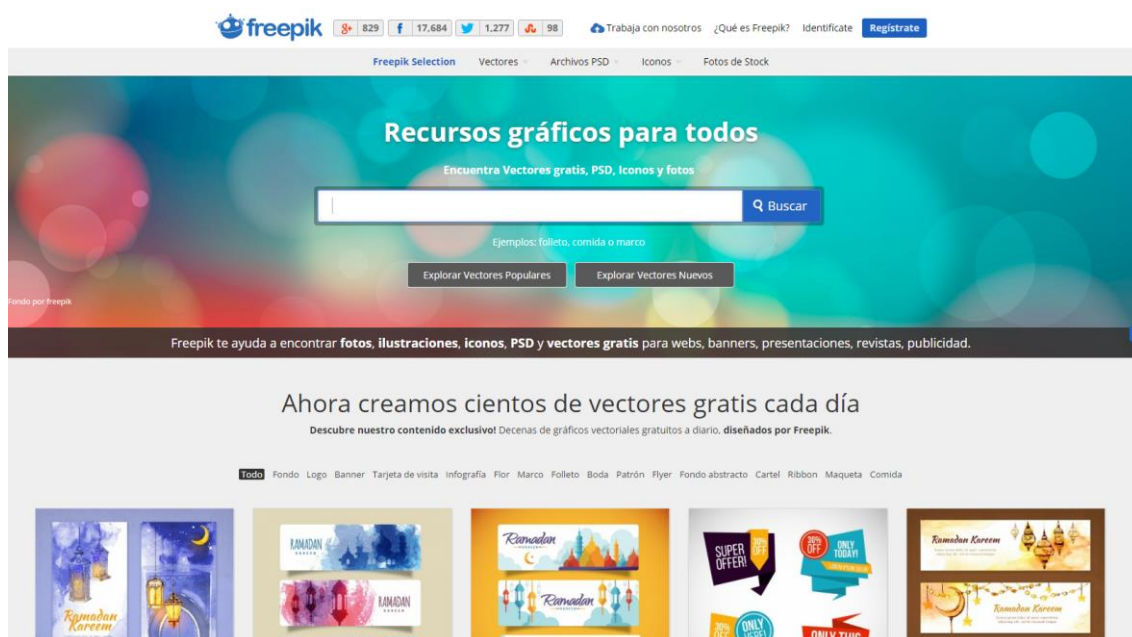 freepik 829 17,684 1,277 98 Trabaja con nosotros ¿Qué es Freepik? Identifícate Regístrate
Freepik Selection Vectores Archivos PSD Iconos Fotos de Stock
Recursos gráficos para todos
Encuentra Vectores gratis, PSD, Iconos y fotos
Buscar
Ejemplos: folleto, comida o marco
Explorar Vectores Populares Explorar Vectores Nuevos
Fondo por freepik
Freepik te ayuda a encontrar fotos, ilustraciones, iconos, PSD y vectores gratis para webs, banners, presentaciones, revistas, publicidad.
Ahora creamos cientos de vectores gratis cada día
Descubre nuestro contenido exclusivo! Decenas de gráficos vectoriales gratuitos a diario, diseñados por Freepik.
Todo Fondo Logo Banner Tarjeta de visita Infografía Flor Marco Folleto Boda Patrón Flyer Fondo abstracto Cartel Ribbon Maqueta Comida
Ramadan
Kareem
RAMADAN
KAREEM
RAMADAN
Ramadan
Ramadan
SUPER
OFFER!
30%
OFF
30%
OFF
ONLY
TODAY!
30%
OFF
ONLY
HERE!
ONLY THIS
Ramadan Kareem
Ramadan Kareem